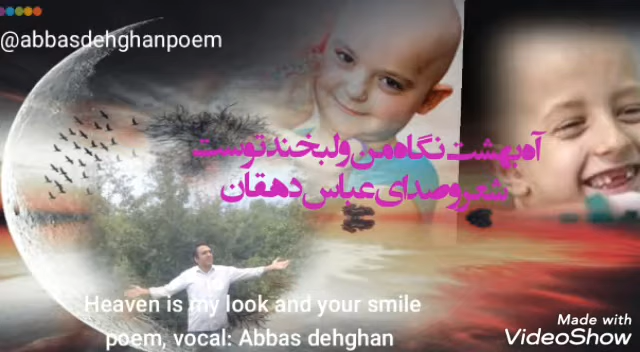 @abbasdehghanpoem
آه بهشت نگاه من و لبخند توست
شعر و صدای عباس دهقان
Heaven is my look and your smile
poem, vocal: Abbas dehghan
Made with
VideoShow